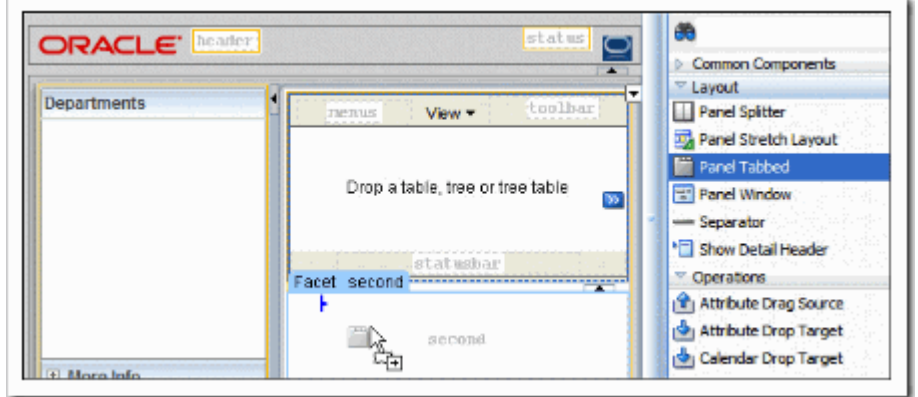 ORACLE header status
Departments
menus View toolbar
Drop a table, tree or tree table
statusbar
Facet second
second
More Info
Common Components
Layout
Panel Splitter
Panel Stretch Layout
Panel Tabbed
Panel Window
Separator
Show Detail Header
Operations
Attribute Drag Source
Attribute Drop Target
Calendar Drop Target